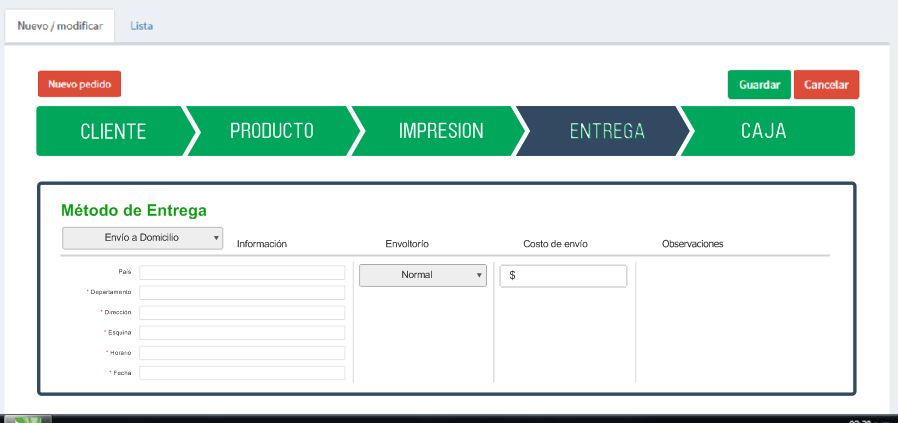 Nuevo / modificar Lista
Nuevo pedido Guardar Cancelar
CLIENTE PRODUCTO IMPRESION ENTREGA CAJA
Método de Entrega
Envío a Domicilio Información Envoltorío Costo de envío Observaciones
País Normal $
* Departamento
* Dirección
* Esquina
* Horario
* Fecha